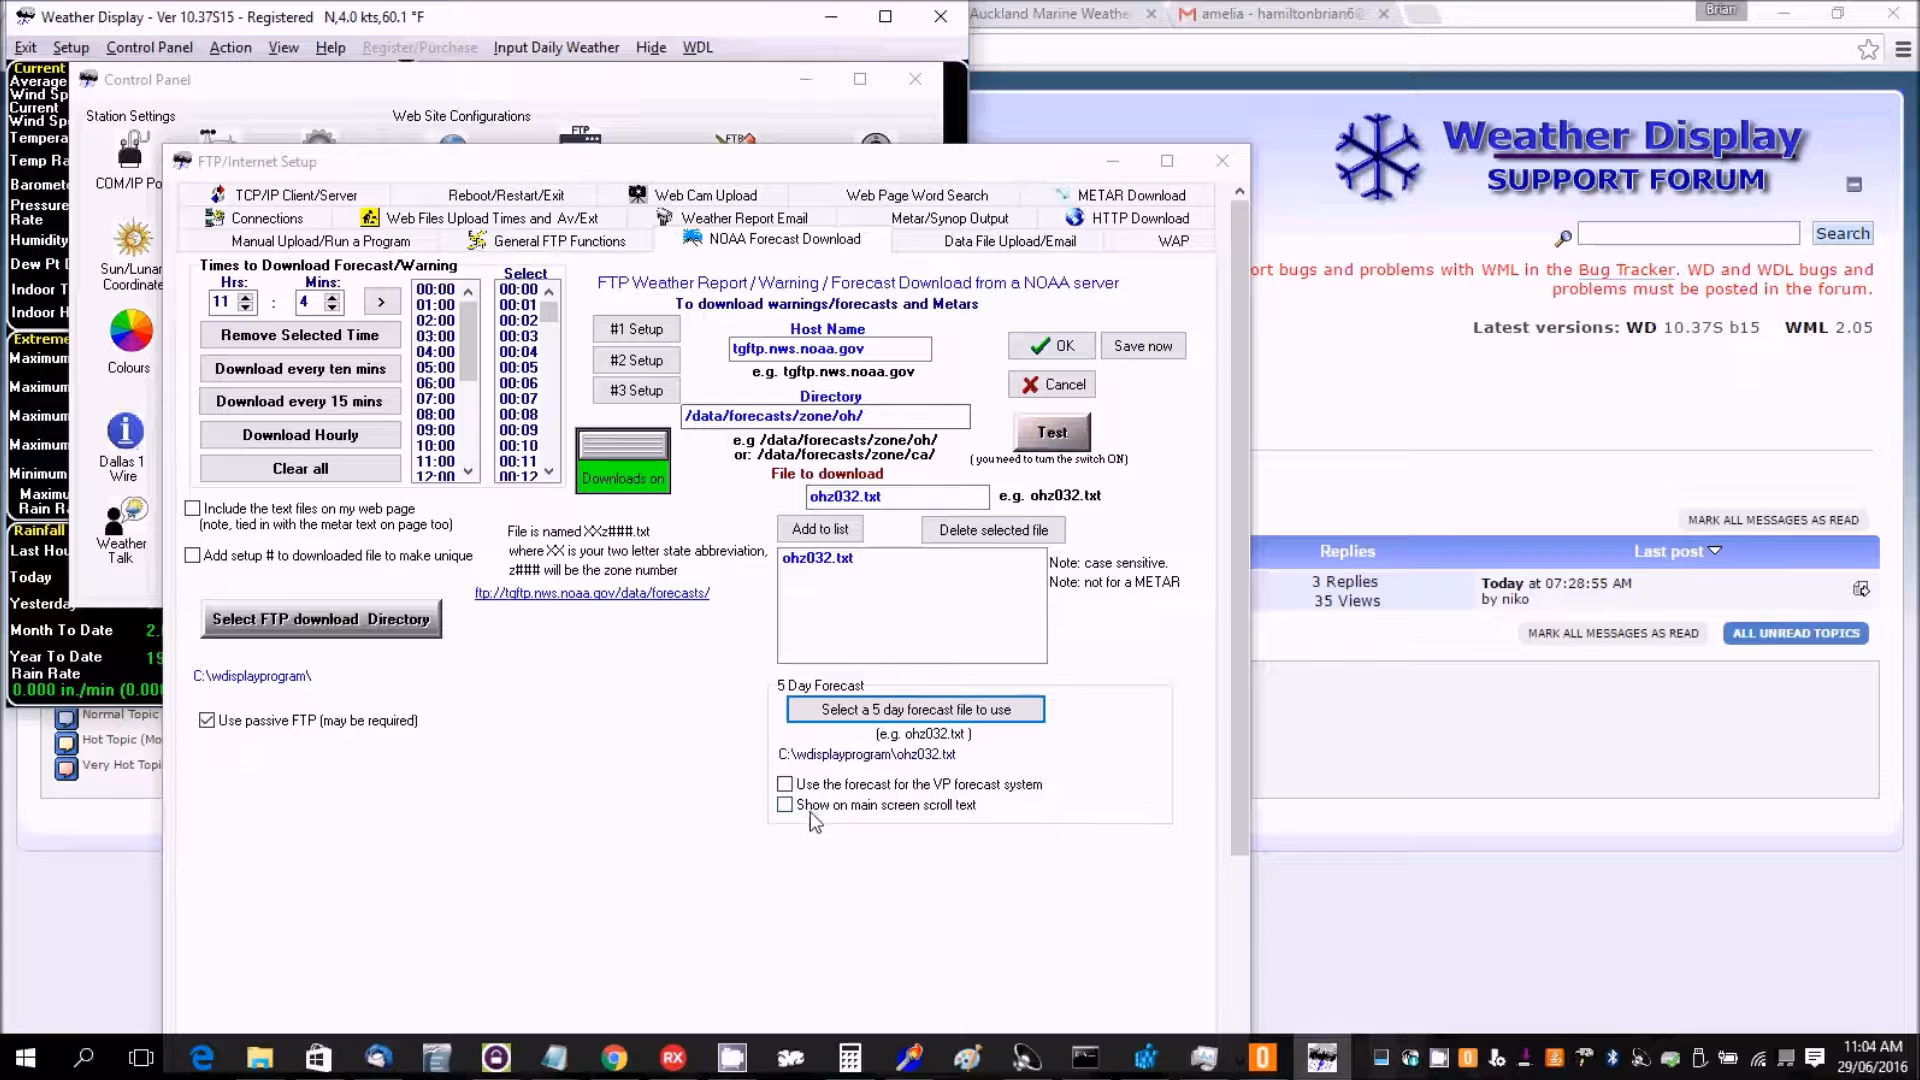 Weather Display - Ver 10.37S15 - Registered N,4.0 kts,60.1 °F
Auckland Marine Weathe
amelia - hamiltonbrian6@
Brian
Exit Setup Control Panel Action View Help Register/Purchase Input Daily Weather Hide WDL
Current
Average
Wind Sp
Current
Wind Sp
Tempera
Temp Ra
Baromet
Pressure
Rate
Humidity
Dew Pt D
Indoor T
Indoor H
Extreme
Maximum
Maximum
Maximum
Maximum
Minimum
Maximu
Rain R
Rainfall
Last Hou
Today
Yesterda
Month To Date 2.
Year To Date 19
Rain Rate
0.000 in./min (0.00
Normal Topic
Hot Topic (Mo
Very Hot Topi
Control Panel
Station Settings
Web Site Configurations
FTP
FTP
COM/IP Po
Sun/Lunar
Coordinate
Colours
Dallas 1
Wire
Weather
Talk
FTP/Internet Setup
TCP/IP Client/Server Reboot/Restart/Exit Web Cam Upload Web Page Word Search METAR Download
Connections Web Files Upload Times and Av/Ext Weather Report Email Metar/Synop Output HTTP Download
Manual Upload/Run a Program General FTP Functions NOAA Forecast Download Data File Upload/Email WAP
Times to Download Forecast/Warning
Hrs: Mins:
11 : 4 >
Remove Selected Time
Download every ten mins
Download every 15 mins
Download Hourly
Clear all
00:00
01:00
02:00
03:00
04:00
05:00
06:00
07:00
08:00
09:00
10:00
11:00
12:00
Select
00:00
00:01
00:02
00:03
00:04
00:05
00:06
00:07
00:08
00:09
00:10
00:11
00:12
FTP Weather Report / Warning / Forecast Download from a NOAA server
To download warnings/forecasts and Metars
#1 Setup
#2 Setup
#3 Setup
Host Name
tgftp.nws.noaa.gov
e.g. tgftp.nws.noaa.gov
Directory
/data/forecasts/zone/oh/
e.g /data/forecasts/zone/oh/
or: /data/forecasts/zone/ca/
File to download
ohz032.txt
e.g. ohz032.txt
OK
Save now
Cancel
Test
( you need to turn the switch ON)
Downloads on
Add to list
Delete selected file
ohz032.txt
Note: case sensitive.
Note: not for a METAR
Include the text files on my web page
(note, tied in with the metar text on page too)
Add setup # to downloaded file to make unique
File is named XXz###.txt
where XX is your two letter state abbreviation,
z### will be the zone number
ftp://tgftp.nws.noaa.gov/data/forecasts/
Select FTP download Directory
C:\wdisplayprogram\
Use passive FTP (may be required)
5 Day Forecast
Select a 5 day forecast file to use
(e.g. ohz032.txt )
C:\wdisplayprogram\ohz032.txt
Use the forecast for the VP forecast system
Show on main screen scroll text
Weather Display
SUPPORT FORUM
Search
ort bugs and problems with WML in the Bug Tracker. WD and WDL bugs and
problems must be posted in the forum.
Latest versions: WD 10.37S b15 WML 2.05
MARK ALL MESSAGES AS READ
Replies
Last post
3 Replies
35 Views
Today at 07:28:55 AM
by niko
MARK ALL MESSAGES AS READ
ALL UNREAD TOPICS
RX
11:04 AM
29/06/2016